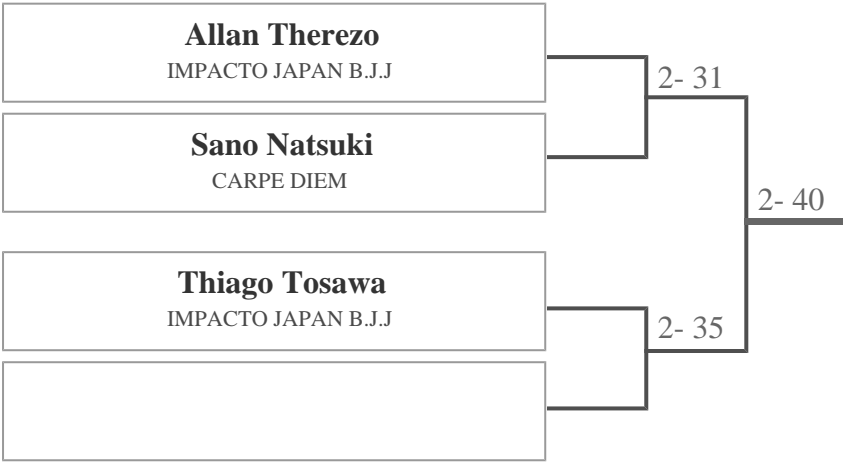 Allan Therezo
IMPACTO JAPAN B.J.J
2- 31
Sano Natsuki
CARPE DIEM
2- 40
Thiago Tosawa
IMPACTO JAPAN B.J.J
2- 35